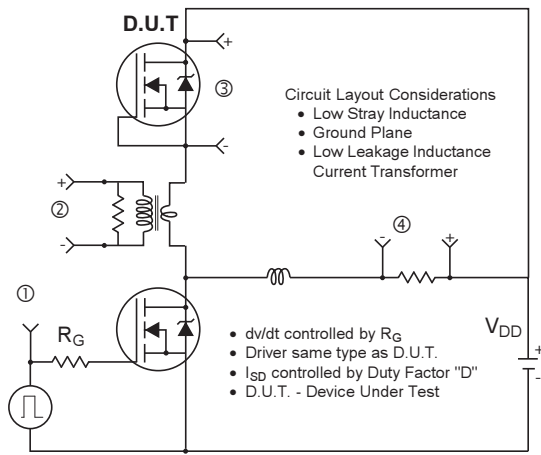 D.U.T
+
③
-
Circuit Layout Considerations
• Low Stray Inductance
• Ground Plane
• Low Leakage Inductance
Current Transformer
+
②
-
④
- +
①
RG
VDD
+
-
• dv/dt controlled by RG
• Driver same type as D.U.T.
• ISD controlled by Duty Factor "D"
• D.U.T. - Device Under Test